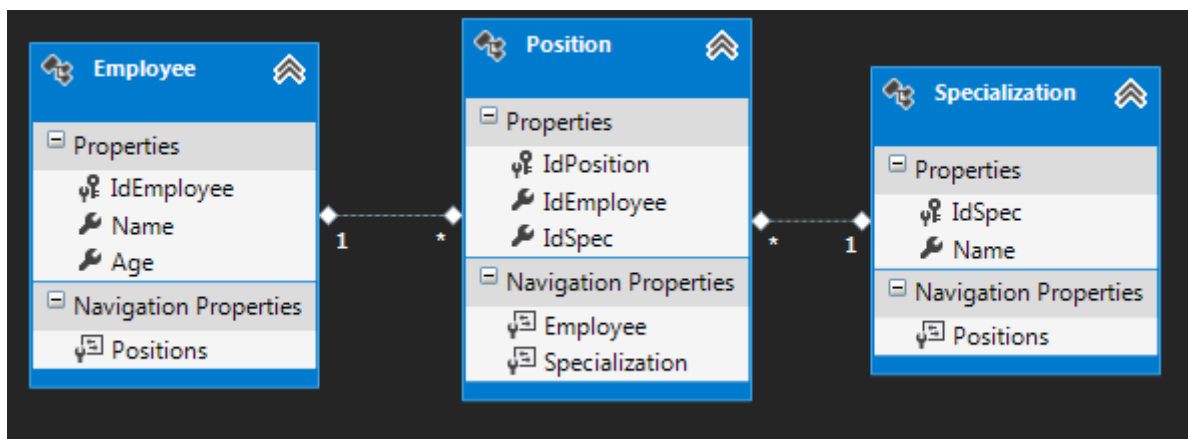 Employee
Properties
IdEmployee
Name
Age
Navigation Properties
Positions
1
*
Position
Properties
IdPosition
IdEmployee
IdSpec
Navigation Properties
Employee
Specialization
*
1
Specialization
Properties
IdSpec
Name
Navigation Properties
Positions